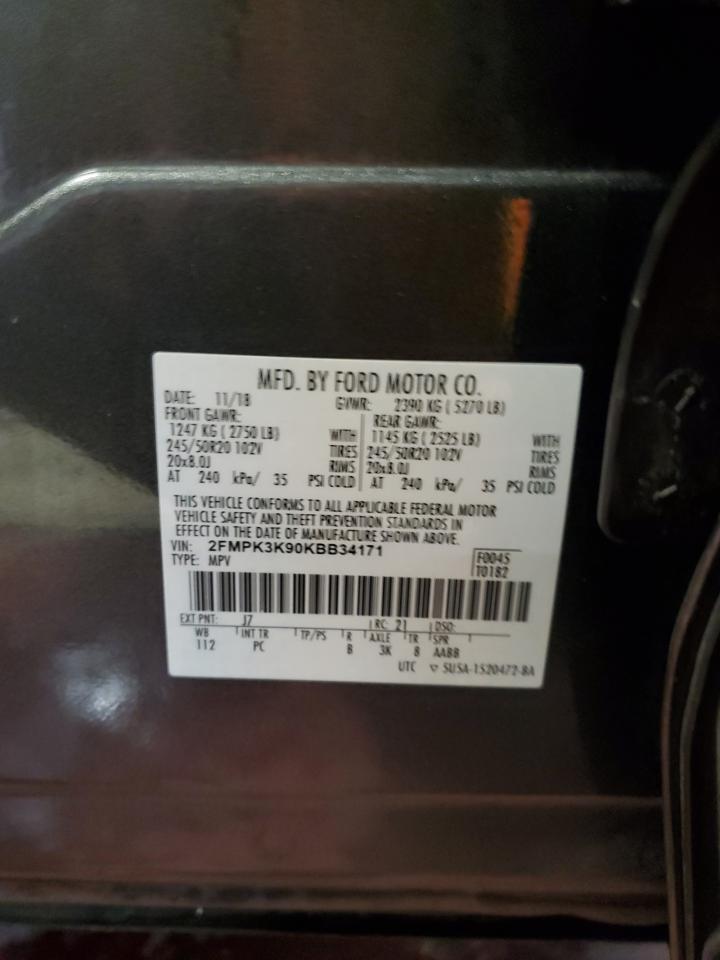 MFD. BY FORD MOTOR CO.
DATE: 11/18 GVWR: 2390 KG ( 5270 LB)
FRONT GAWR: REAR GAWR:
1247 KG ( 2750 LB) WITH 1145 KG ( 2525 LB) WITH
245/50R20 102V TIRES 245/50R20 102V TIRES
20x8.0J RIMS 20x8.0J RIMS
AT 240 kPa/ 35 PSI COLD AT 240 kPa/ 35 PSI COLD
THIS VEHICLE CONFORMS TO ALL APPLICABLE FEDERAL MOTOR
VEHICLE SAFETY AND THEFT PREVENTION STANDARDS IN
EFFECT ON THE DATE OF MANUFACTURE SHOWN ABOVE.
VIN: 2FMPK3K90KBB34171 F0045
TYPE: MPV T0182
EXT PNT: J7 RC: 21 DSO:
WB INT TR TP/PS R AXLE TR SPR
112 PC B 3K 8 AABB
UTC ▽ 5U5A-1520472-BA